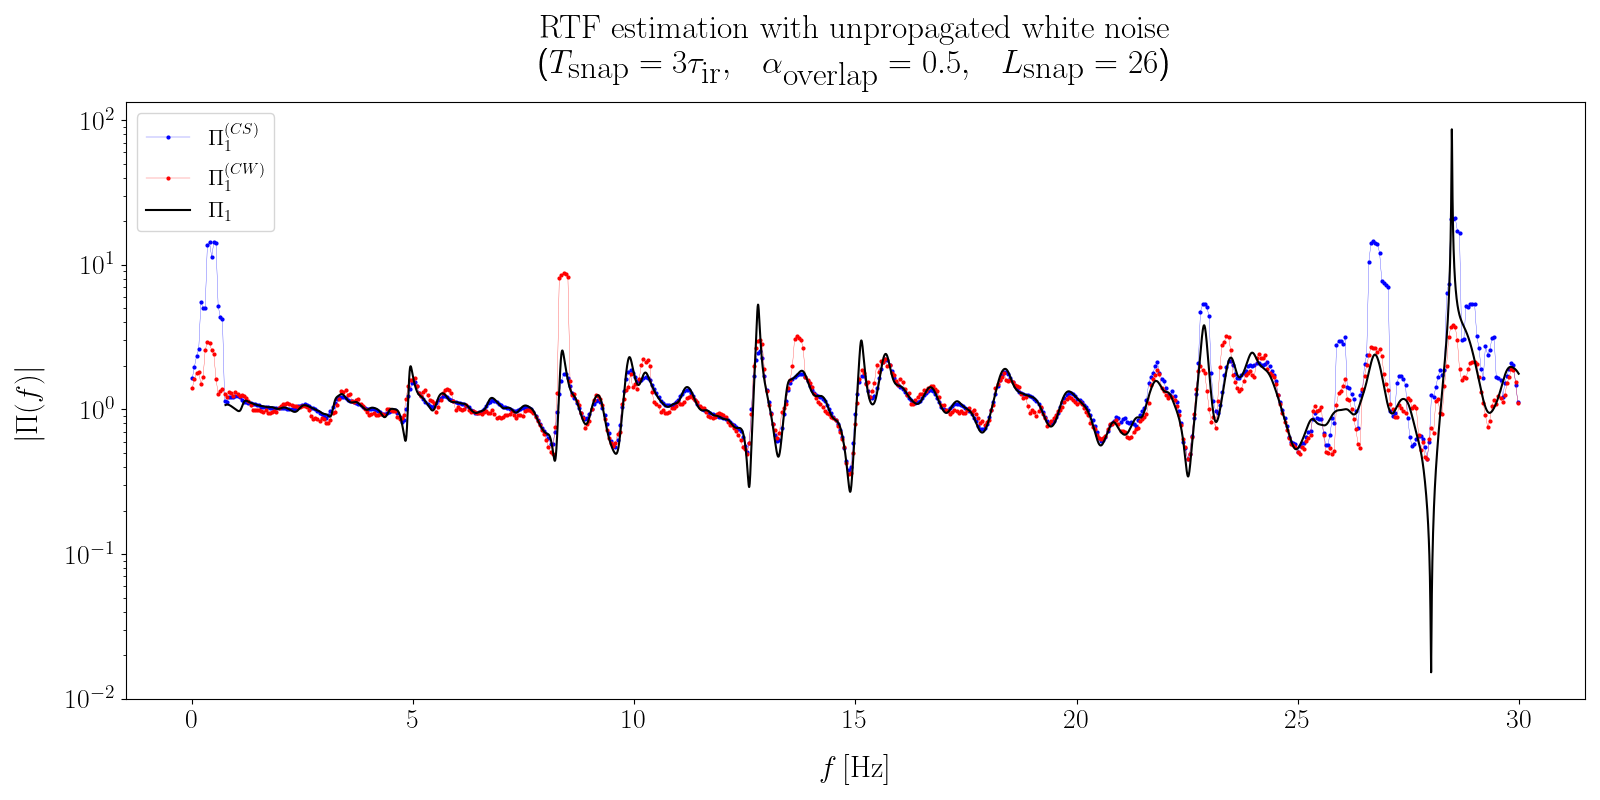 RTF estimation with unpropagated white noise
(T_snap = 3τ_ir, α_overlap = 0.5, L_snap = 26)
Π_1^(CS)
Π_1^(CW)
Π_1
|Π(f)|
10^2
10^1
10^0
10^-1
10^-2
0 5 10 15 20 25 30
f [Hz]